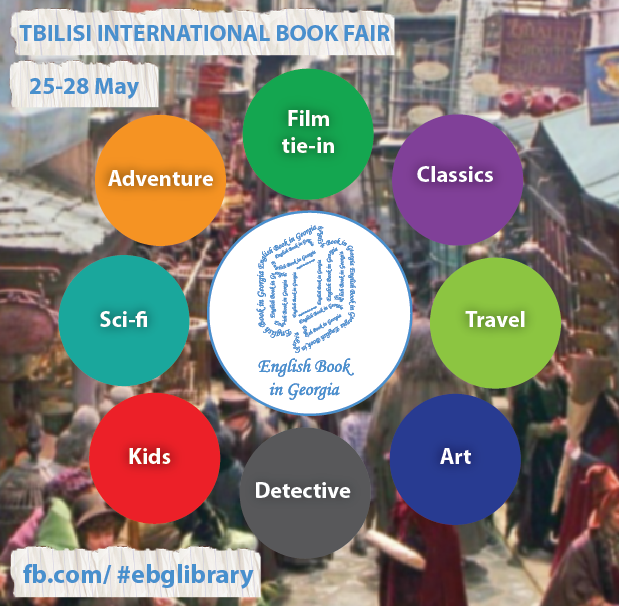 TBILISI INTERNATIONAL BOOK FAIR
25-28 May
Film
tie-in
Adventure
Classics
Sci-fi
English Book
in Georgia
Travel
Kids
Art
Detective
fb.com/ #ebglibrary